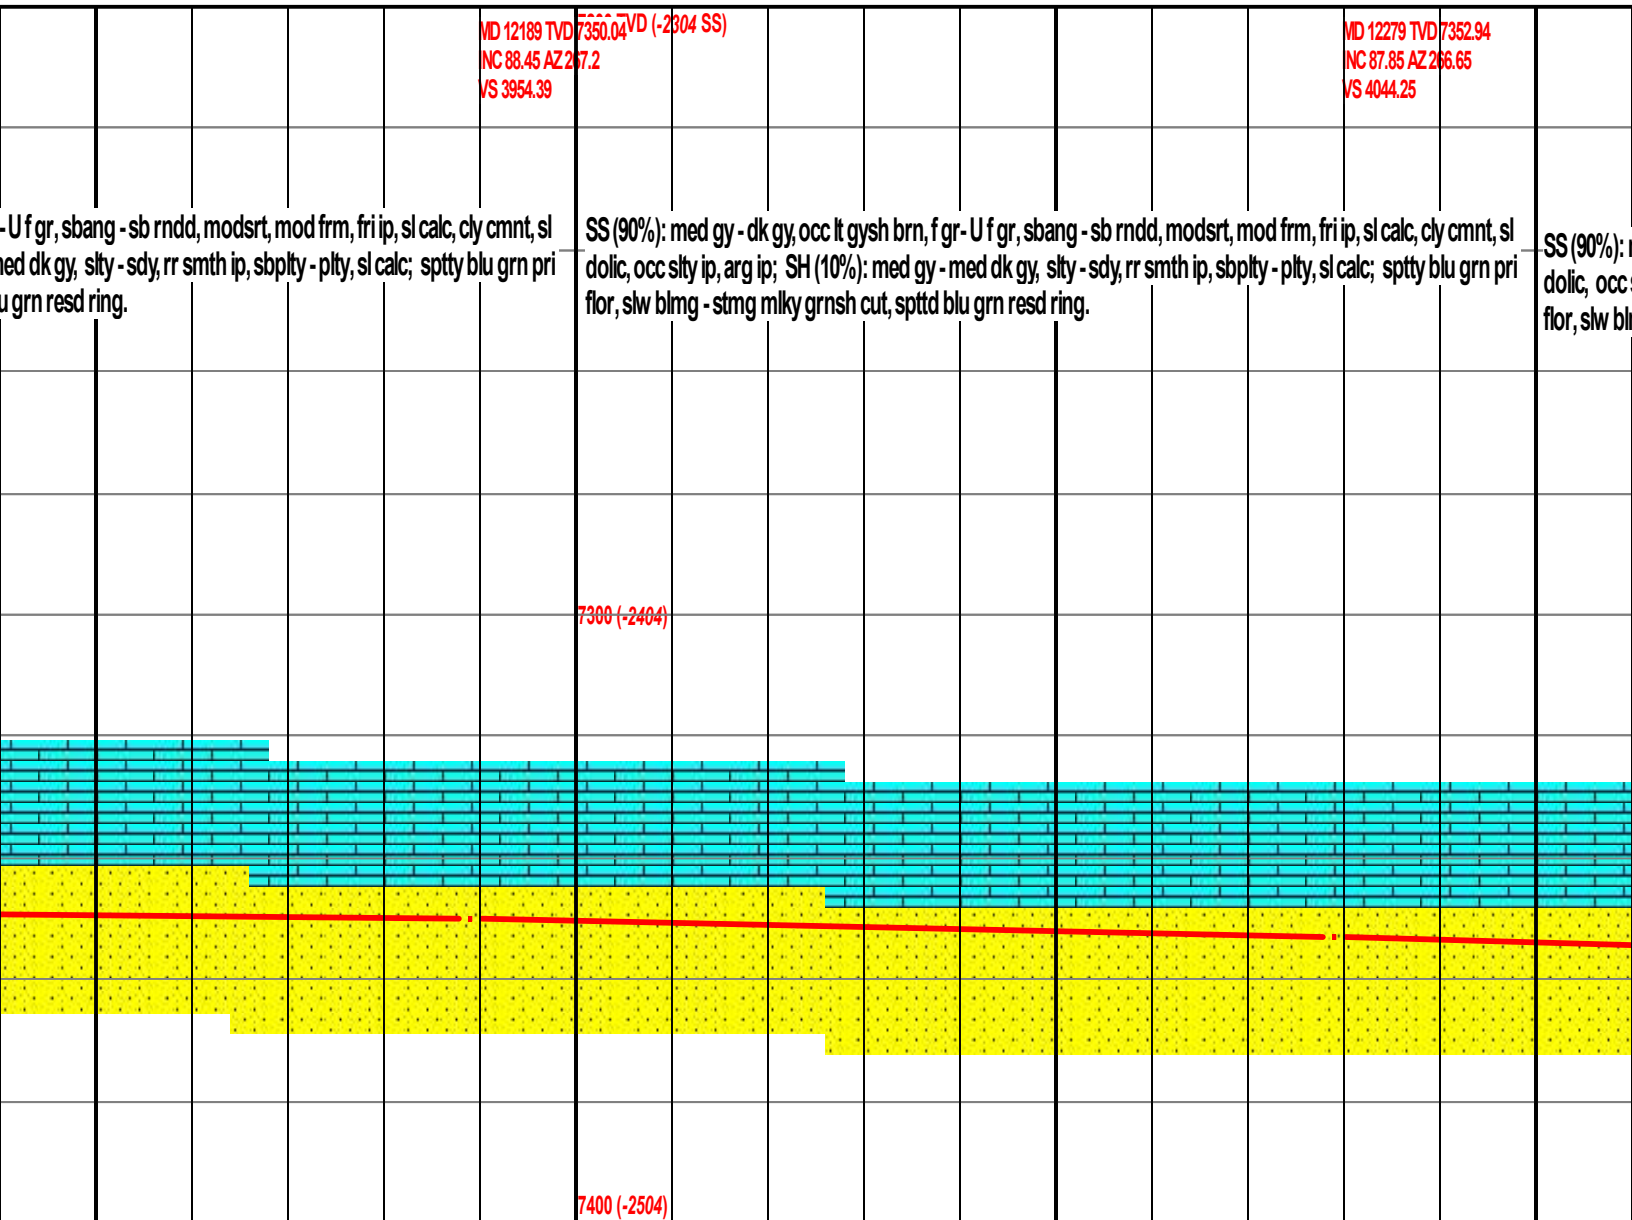 MD 12189 TVD 7350.04
INC 88.45 AZ 267.2
VS 3954.39
TVD (-2304 SS)
MD 12279 TVD 7352.94
INC 87.85 AZ 266.65
VS 4044.25
- U f gr, sbang - sb rndd, modsrt, mod frm, fri ip, sl calc, cly cmnt, sl
med dk gy, slty - sdy, rr smth ip, sbplty - plty, sl calc; sptty blu grn pri
u grn resd ring.
SS (90%): med gy - dk gy, occ lt gysh brn, f gr- U f gr, sbang - sb rndd, modsrt, mod frm, fri ip, sl calc, cly cmnt, sl
dolic, occ slty ip, arg ip; SH (10%): med gy - med dk gy, slty - sdy, rr smth ip, sbplty - plty, sl calc; sptty blu grn pri
flor, slw blmg - stmg mlky grnsh cut, spttd blu grn resd ring.
SS (90%):
dolic, occ
flor, slw
7300 (-2404)
7400 (-2504)